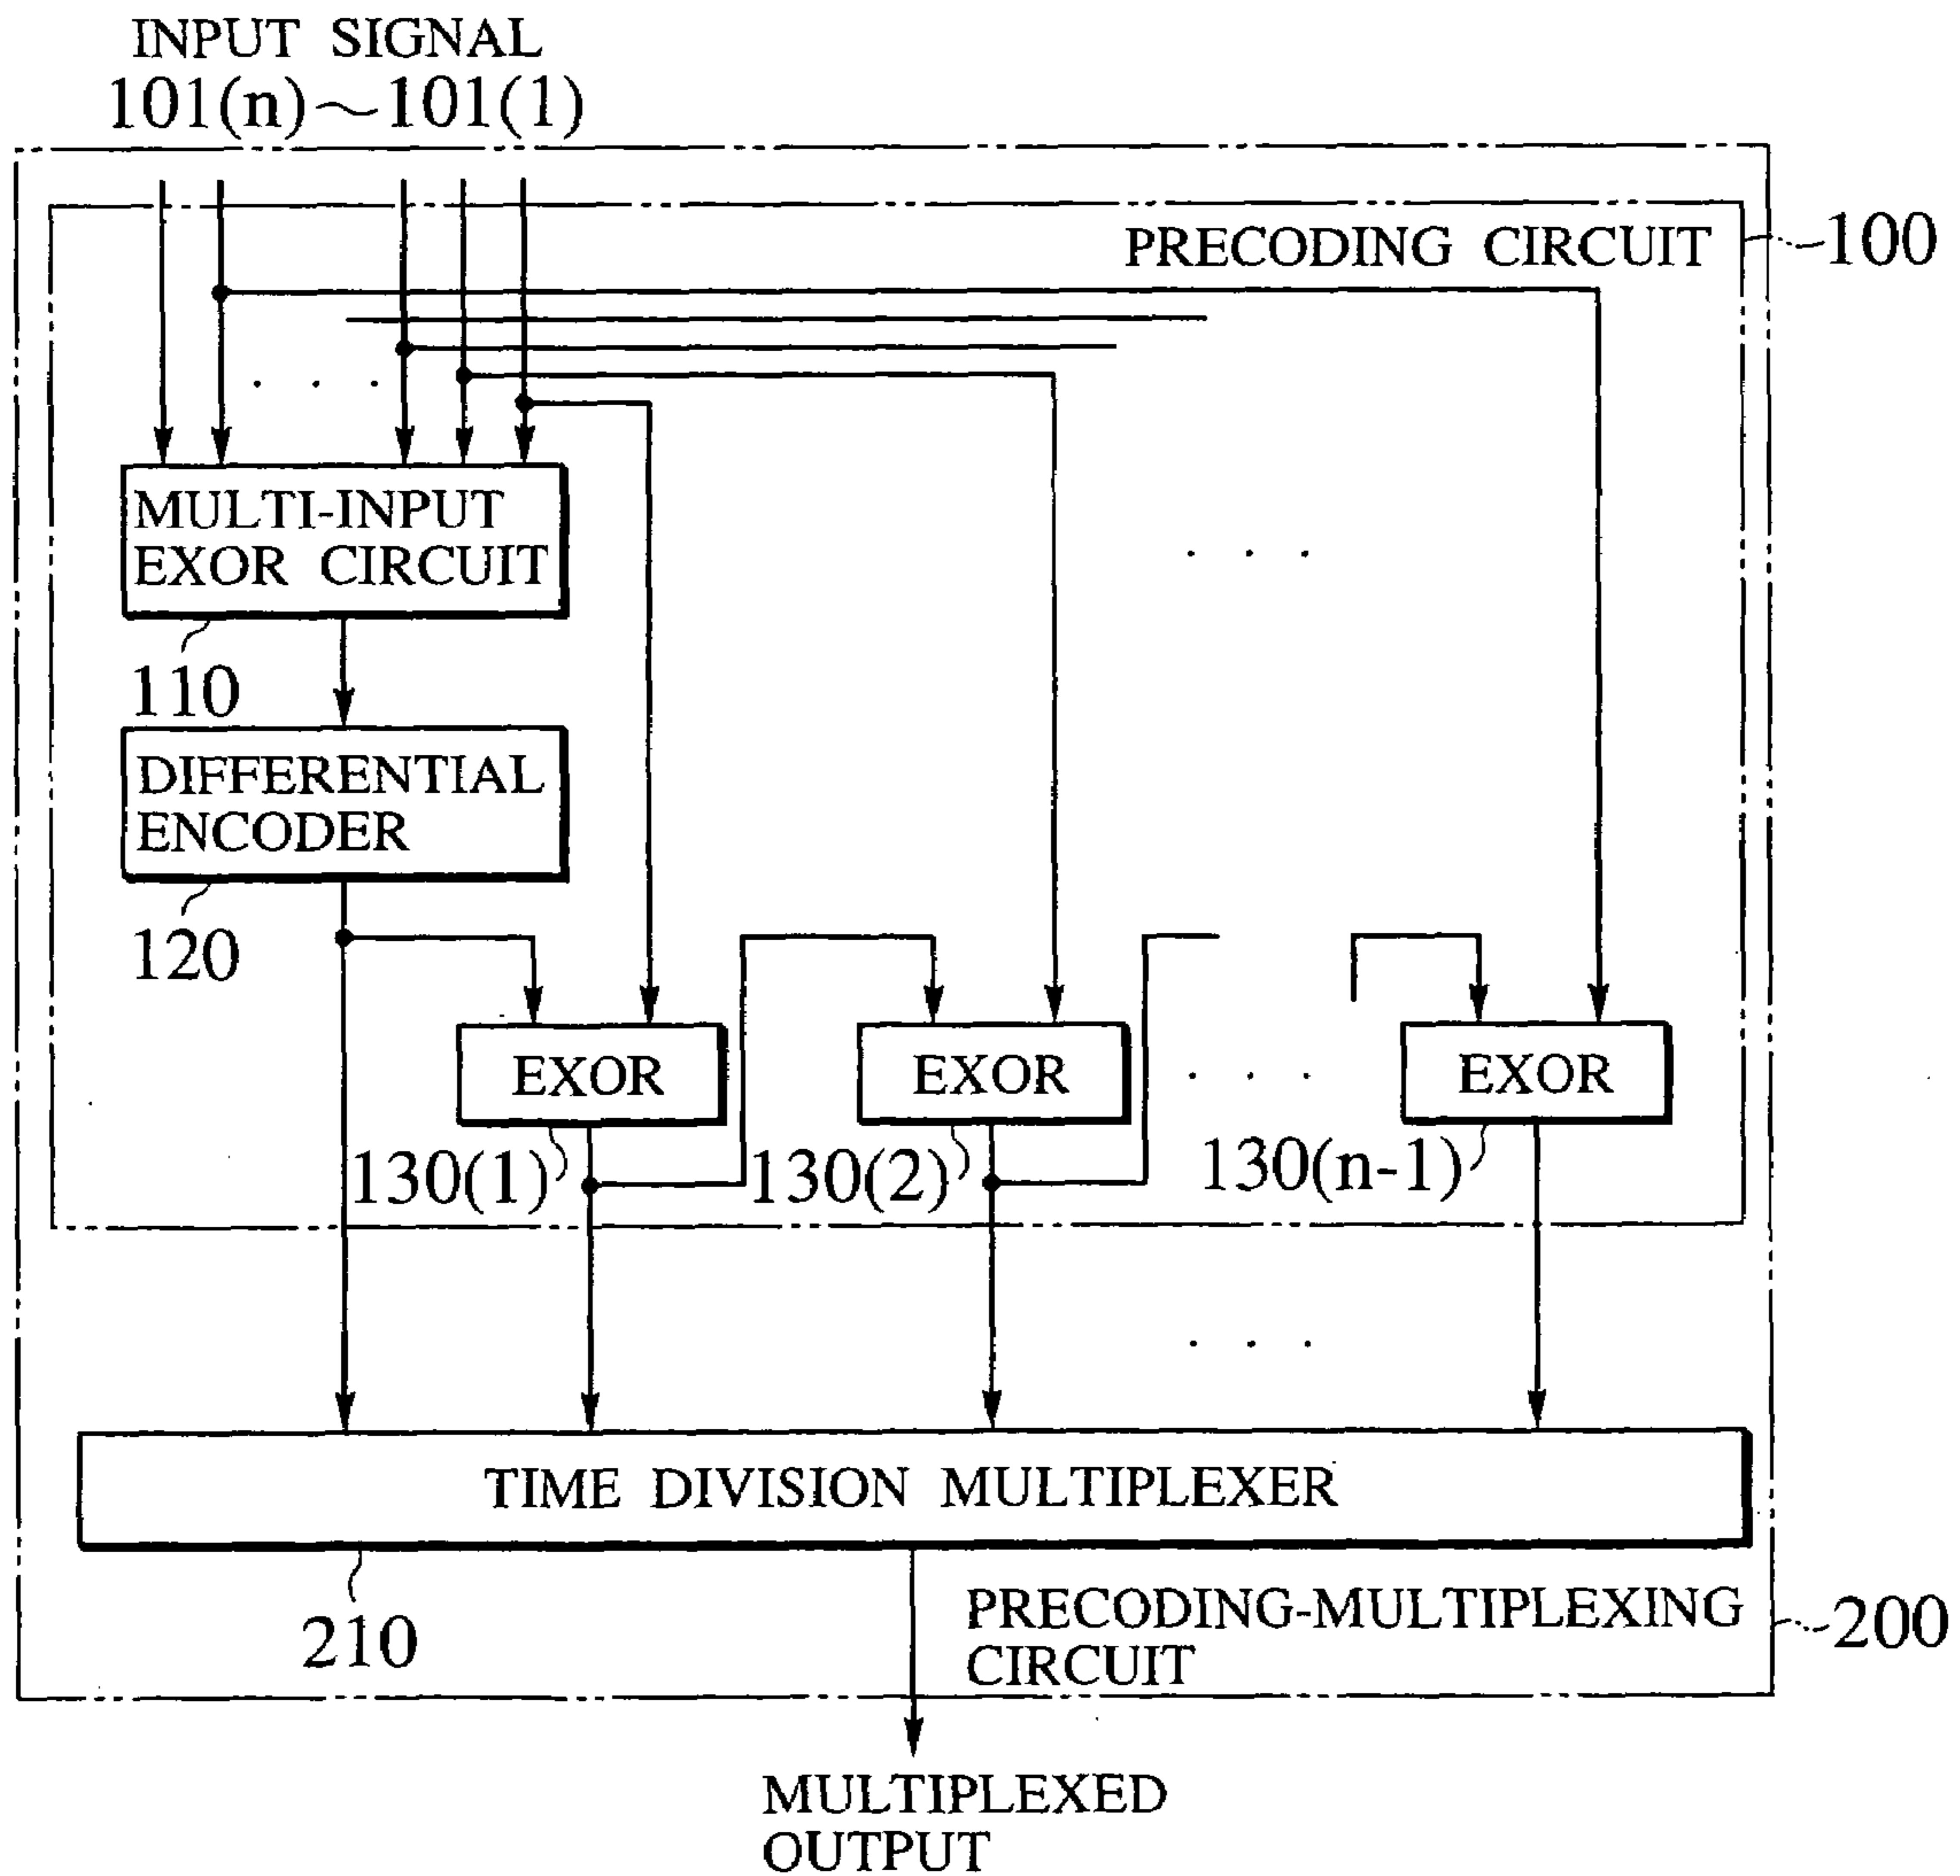 INPUT SIGNAL
101(n)~101(1)
PRECODING CIRCUIT
100
MULTI-INPUT
EXOR CIRCUIT
110
DIFFERENTIAL
ENCODER
120
EXOR
EXOR
EXOR
130(1)
130(2)
130(n-1)
TIME DIVISION MULTIPLEXER
210
PRECODING-MULTIPLEXING
CIRCUIT
200
MULTIPLEXED
OUTPUT